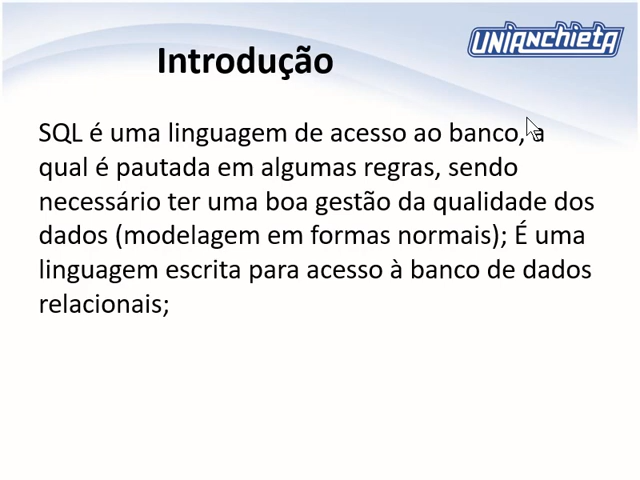 UNIANCHIETA
Introdução
SQL é uma linguagem de acesso ao banco, a
qual é pautada em algumas regras, sendo
necessário ter uma boa gestão da qualidade dos
dados (modelagem em formas normais); É uma
linguagem escrita para acesso à banco de dados
relacionais;